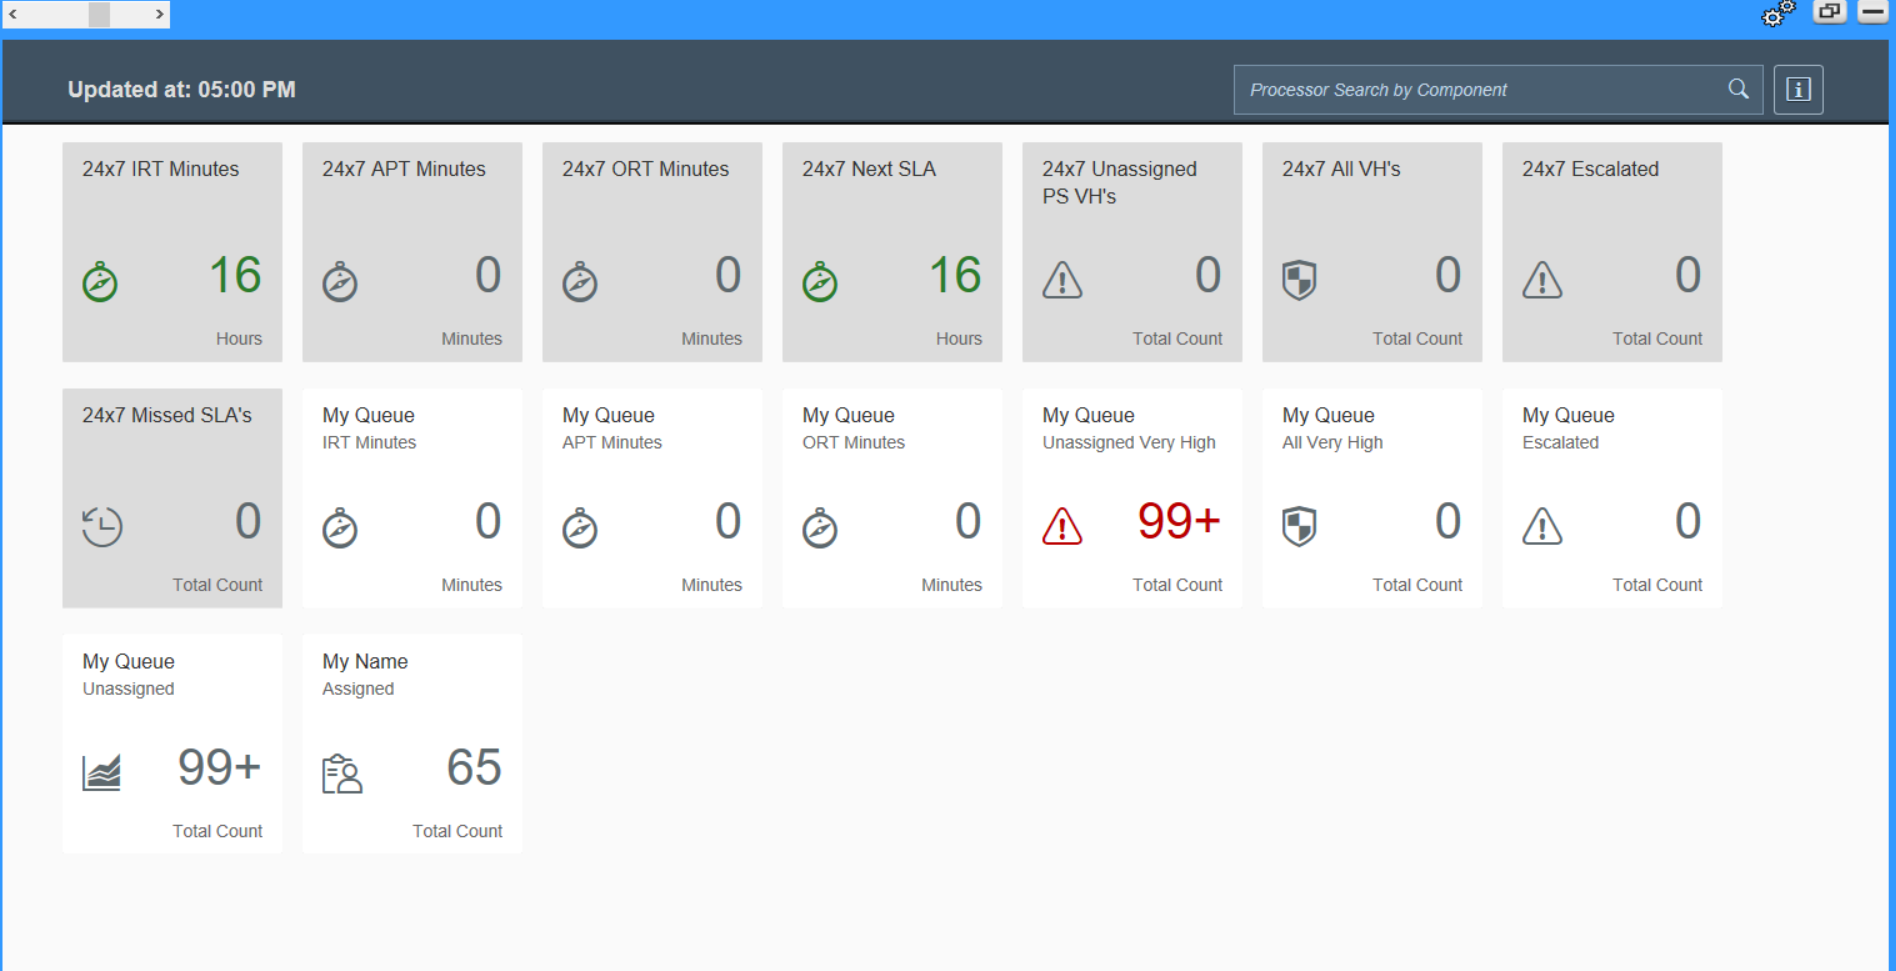 Updated at: 05:00 PM
Processor Search by Component
24x7 IRT Minutes
16
Hours
24x7 APT Minutes
0
Minutes
24x7 ORT Minutes
0
Minutes
24x7 Next SLA
16
Hours
24x7 Unassigned
PS VH's
0
Total Count
24x7 All VH's
0
Total Count
24x7 Escalated
0
Total Count
24x7 Missed SLA's
0
Total Count
My Queue
IRT Minutes
0
Minutes
My Queue
APT Minutes
0
Minutes
My Queue
ORT Minutes
0
Minutes
My Queue
Unassigned Very High
99+
Total Count
My Queue
All Very High
0
Total Count
My Queue
Escalated
0
Total Count
My Queue
Unassigned
99+
Total Count
My Name
Assigned
65
Total Count